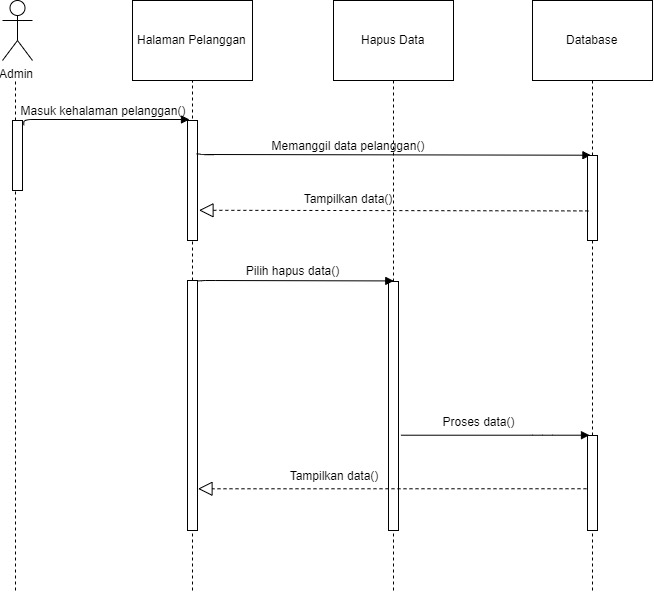 Halaman Pelanggan
Hapus Data
Database
Admin
Masuk kehalaman pelanggan()
Memanggil data pelanggan()
Tampilkan data()
Pilih hapus data()
Proses data()
Tampilkan data()